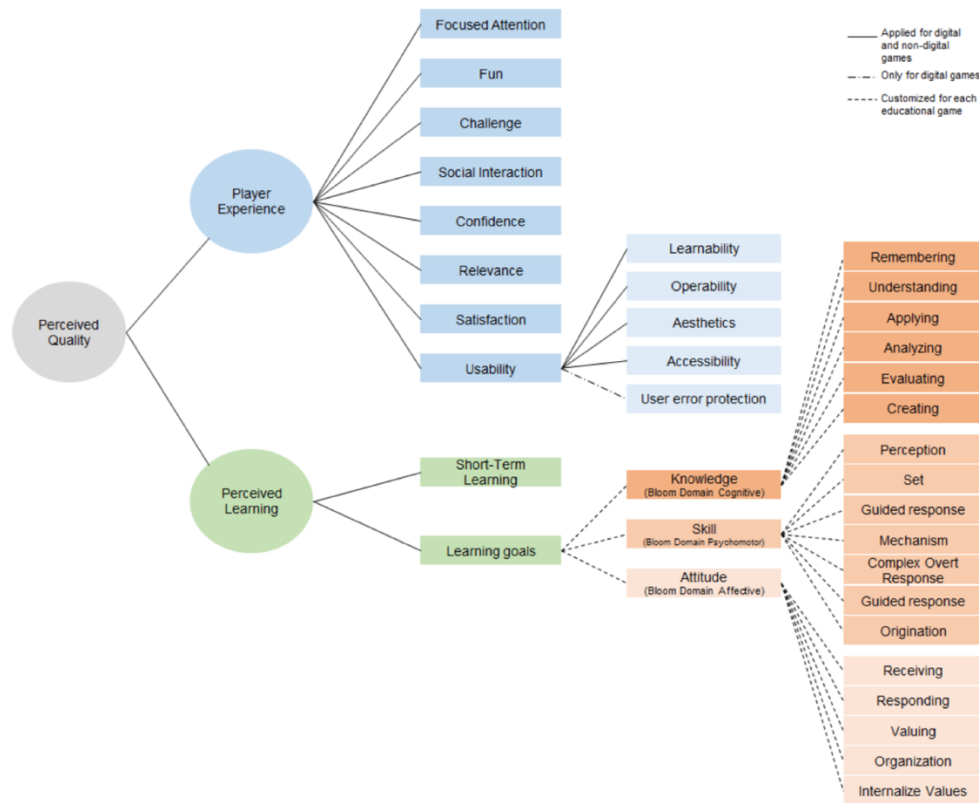 Focused Attention
Fun
Challenge
Social Interaction
Confidence
Relevance
Satisfaction
Usability
Applied for digital
and non-digital
games
Only for digital games
Customized for each
educational game
Player
Experience
Perceived
Quality
Perceived
Learning
Learnability
Operability
Aesthetics
Accessibility
User error protection
Short-Term
Learning
Learning goals
Knowledge
(Bloom Domain Cognitive)
Skill
(Bloom Domain Psychomotor)
Attitude
(Bloom Domain Affective)
Remembering
Understanding
Applying
Analyzing
Evaluating
Creating
Perception
Set
Guided response
Mechanism
Complex Overt
Response
Guided response
Origination
Receiving
Responding
Valuing
Organization
Internalize Values